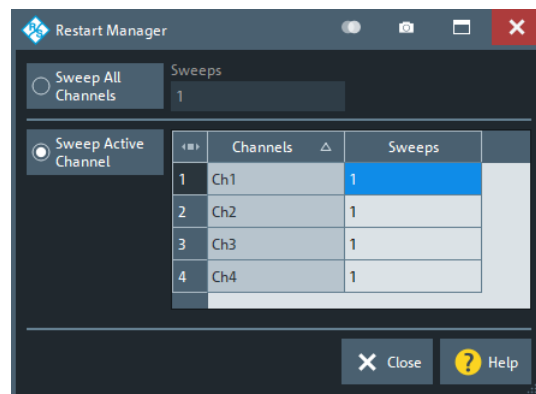 Restart Manager
Sweep All
Channels
Sweeps
1
Sweep Active
Channel
Channels Sweeps
1 Ch1 1
2 Ch2 1
3 Ch3 1
4 Ch4 1
Close
? Help